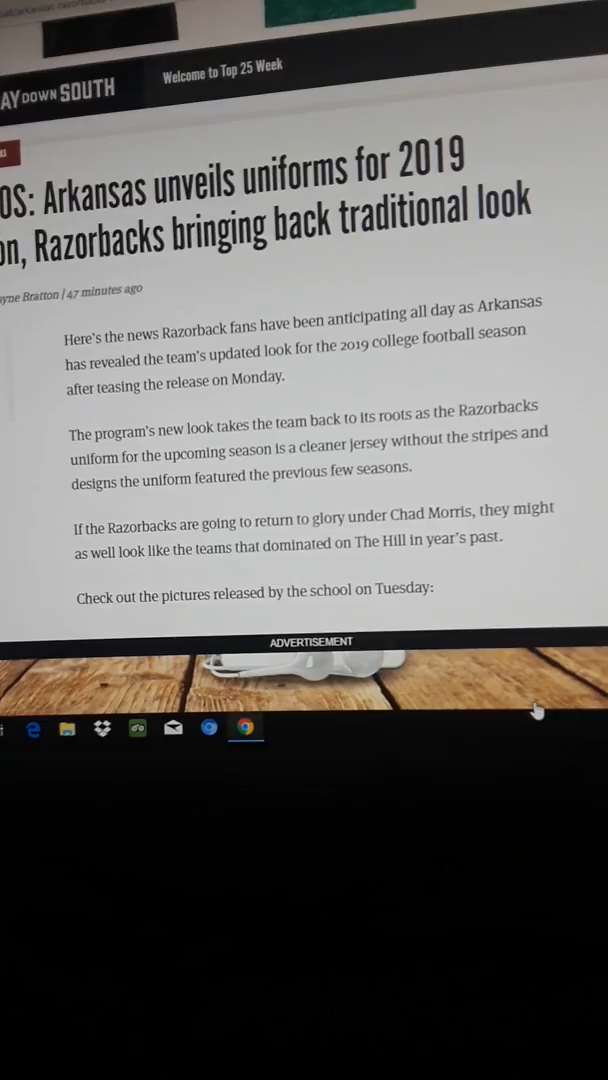 AY DOWN SOUTH
Welcome to Top 25 Week
OS: Arkansas unveils uniforms for 2019
on, Razorbacks bringing back traditional look
yne Bratton / 47 minutes ago
Here's the news Razorback fans have been anticipating all day as Arkansas
has revealed the team's updated look for the 2019 college football season
after teasing the release on Monday.
The program's new look takes the team back to its roots as the Razorbacks
uniform for the upcoming season is a cleaner jersey without the stripes and
designs the uniform featured the previous few seasons.
If the Razorbacks are going to return to glory under Chad Morris, they might
as well look like the teams that dominated on The Hill in year's past.
Check out the pictures released by the school on Tuesday:
ADVERTISEMENT